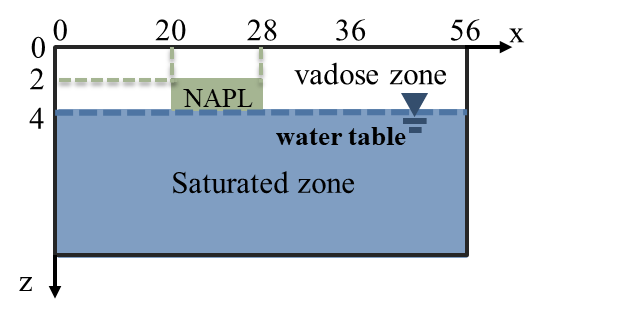 0 20 28 36 56 x
0
2
vadose zone
NAPL
4
water table
Saturated zone
z